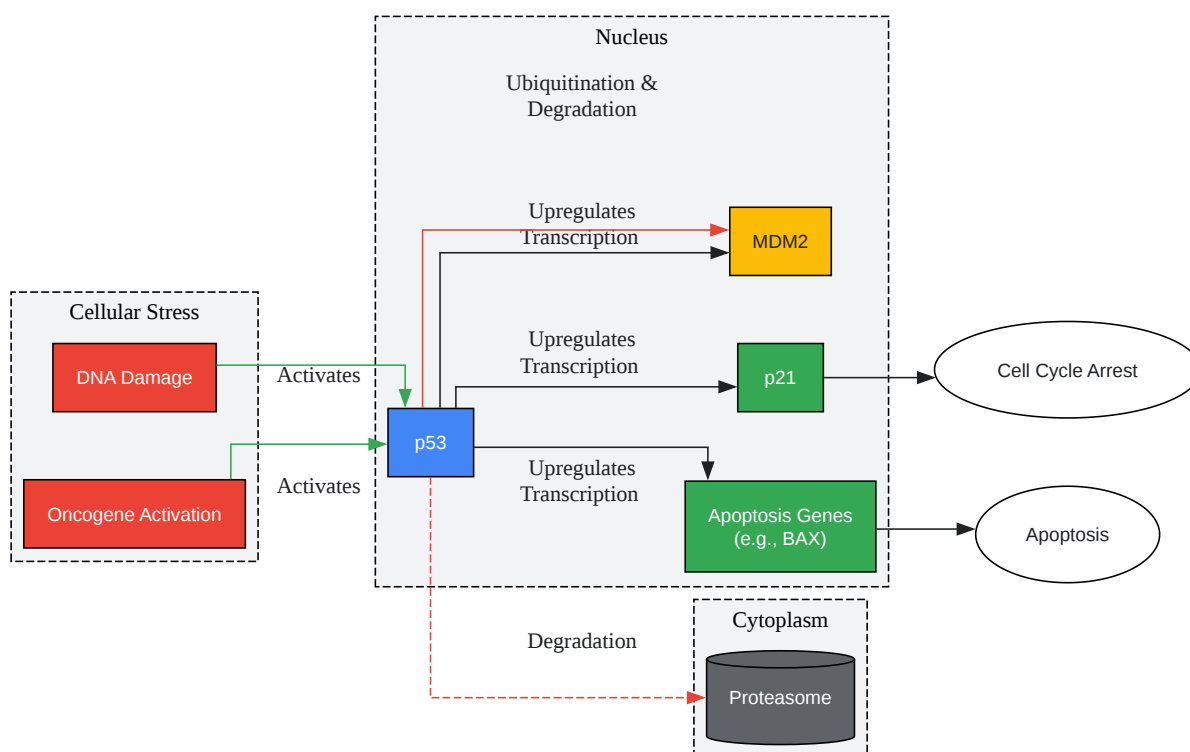 Nucleus
Ubiquitination &
Degradation
Upregulates
Transcription
MDM2
Cellular Stress
DNA Damage
Activates
Oncogene Activation
Activates
p53
Upregulates
Transcription
p21
Cell Cycle Arrest
Upregulates
Transcription
Apoptosis Genes
(e.g., BAX)
Apoptosis
Degradation
Cytoplasm
Proteasome